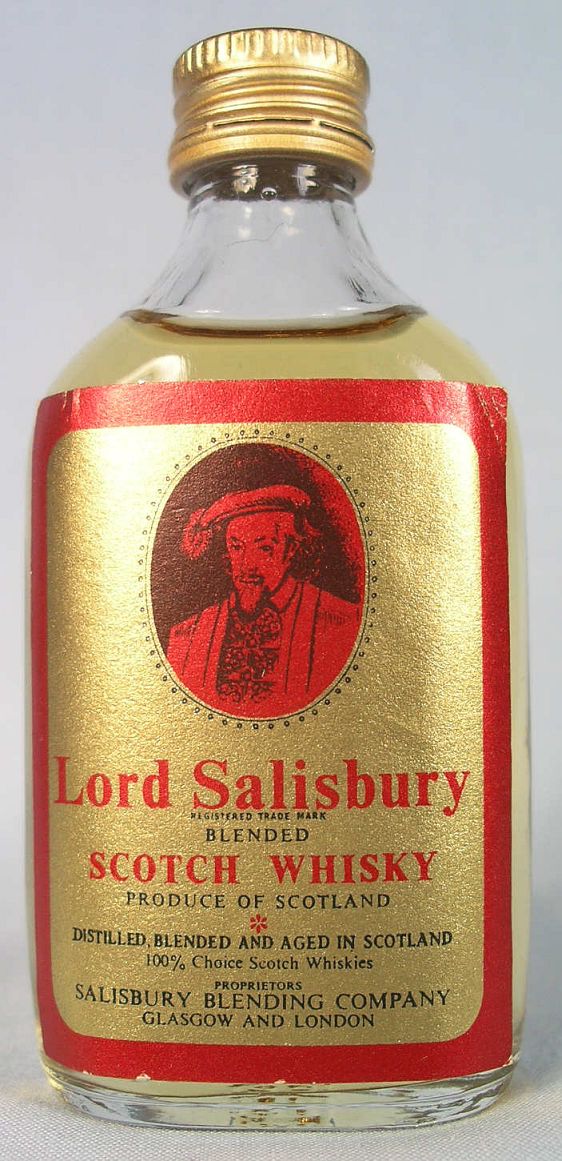 Lord Salisbury
REGISTERED TRADE MARK
BLENDED
SCOTCH WHISKY
PRODUCE OF SCOTLAND
DISTILLED, BLENDED AND AGED IN SCOTLAND
100% Choice Scotch Whiskies
PROPRIETORS
SALISBURY BLENDING COMPANY
GLASGOW AND LONDON